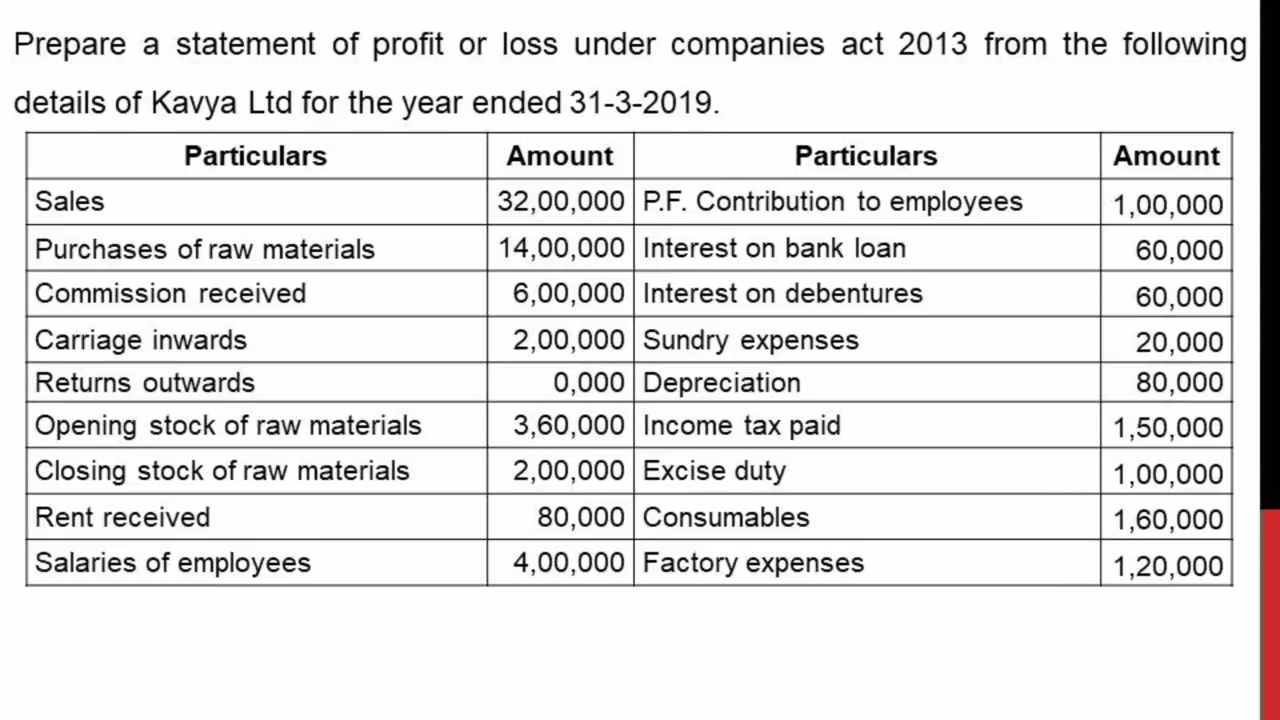 Prepare a statement of profit or loss under companies act 2013 from the following
details of Kavya Ltd for the year ended 31-3-2019.
Particulars Amount Particulars Amount
Sales 32,00,000 P.F. Contribution to employees 1,00,000
Purchases of raw materials 14,00,000 Interest on bank loan 60,000
Commission received 6,00,000 Interest on debentures 60,000
Carriage inwards 2,00,000 Sundry expenses 20,000
Returns outwards 0,000 Depreciation 80,000
Opening stock of raw materials 3,60,000 Income tax paid 1,50,000
Closing stock of raw materials 2,00,000 Excise duty 1,00,000
Rent received 80,000 Consumables 1,60,000
Salaries of employees 4,00,000 Factory expenses 1,20,000